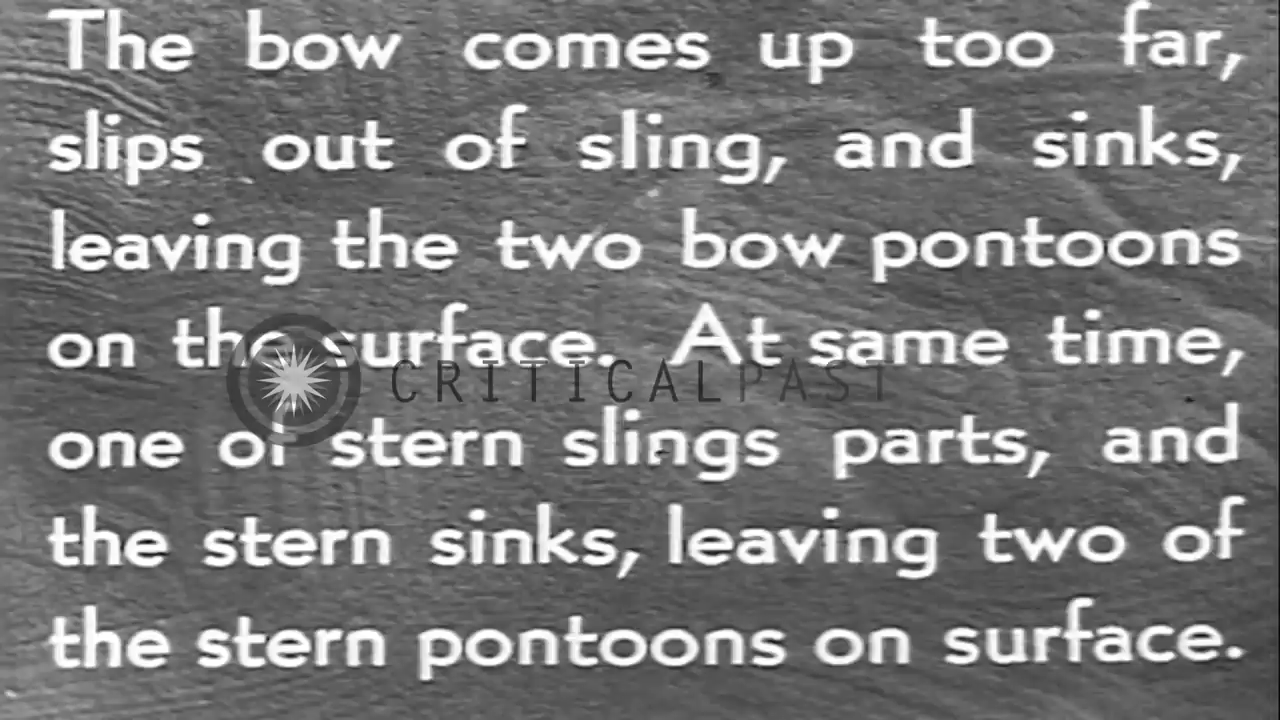 The bow comes up too far,
slips out of sling, and sinks,
leaving the two bow pontoons
on the surface. At same time,
CRITICALPAST
one of stern slings parts, and
the stern sinks, leaving two of
the stern pontoons on surface.